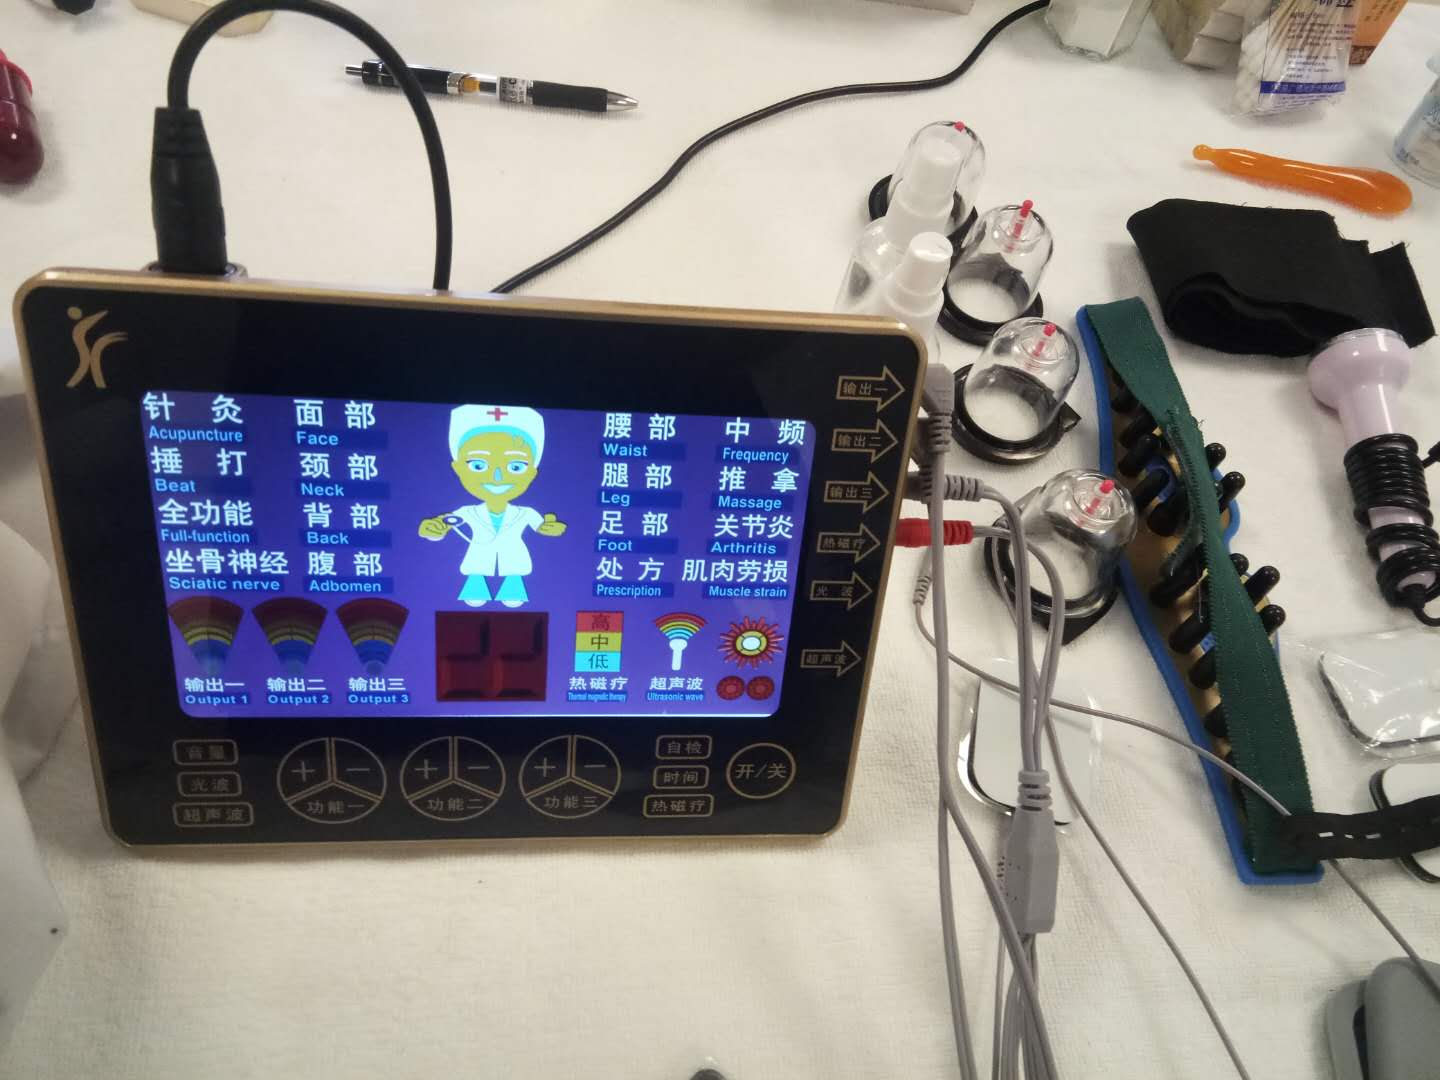 针 灸
Acupuncture
捶 打
Beat
全功能
Full-function
坐骨神经
Sciatic nerve
面 部
Face
颈 部
Neck
背 部
Back
腹 部
Adbomen
腰 部
Waist
腿 部
Leg
足 部
Foot
处 方
Prescription
中 频
Frequency
推 拿
Massage
关节炎
Arthritis
肌肉劳损
Muscle strain
输出一
Output 1
输出二
Output 2
输出三
Output 3
高
中
低
热磁疗
Thermal magnetic therapy
超声波
Ultrasonic wave
输出一
输出二
输出三
热磁疗
光 波
超声波
音量
光波
超声波
+ −
功能一
+ −
功能二
+ −
功能三
自检
时间
热磁疗
开/关